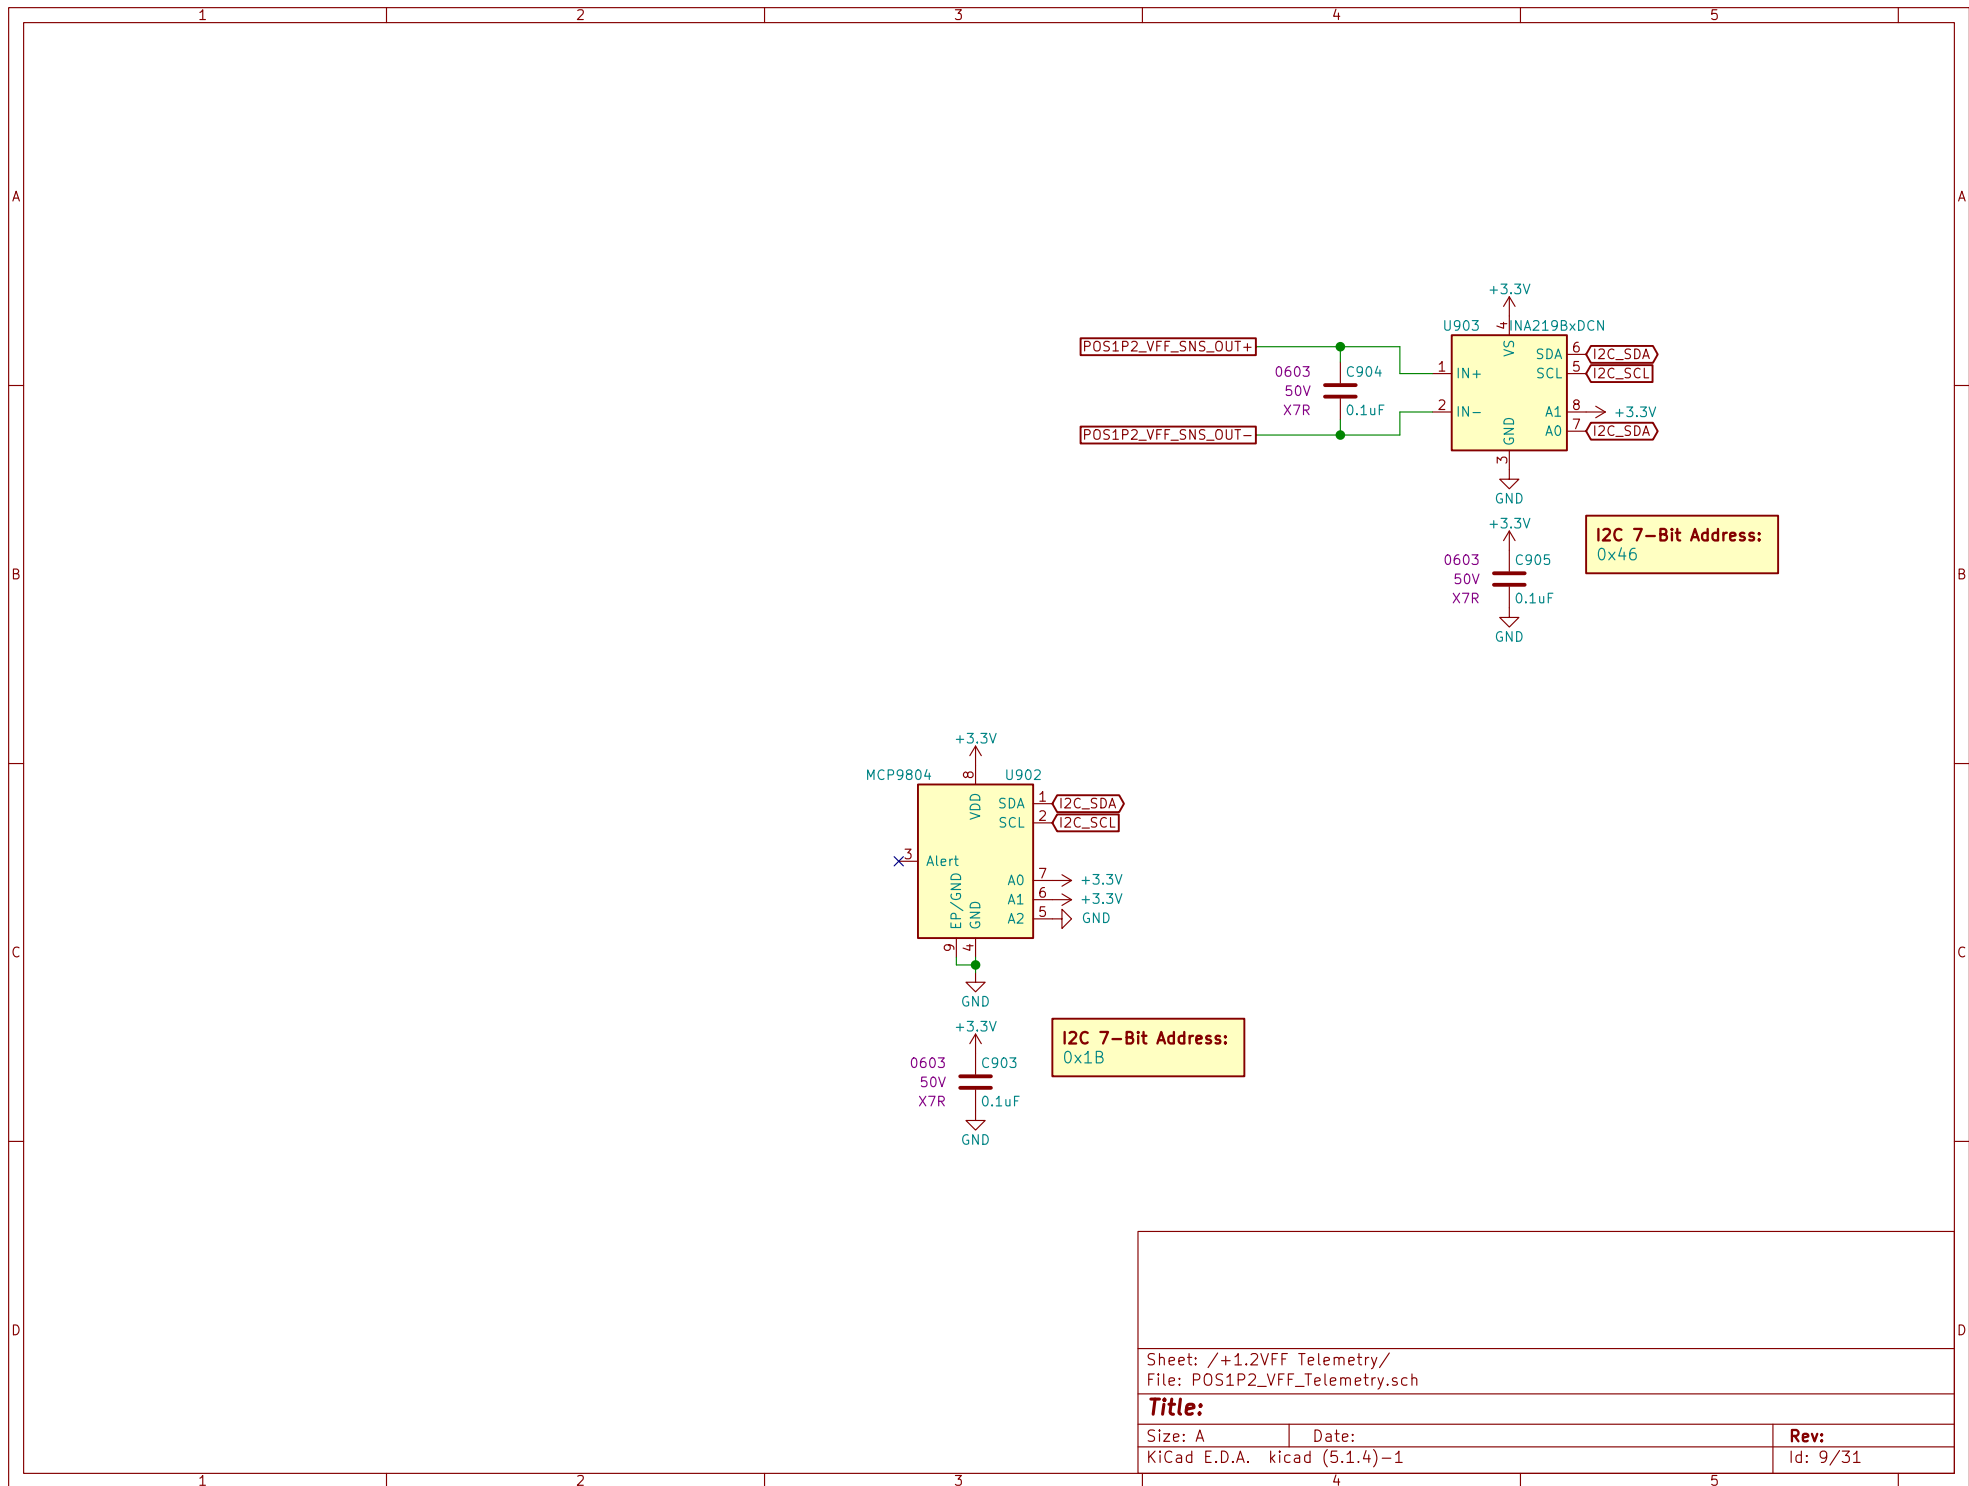 1 2 3 4 5
A A
+3.3V
U903 4 INA219BxDCN
POS1P2_VFF_SNS_OUT+
VS
SDA 6 I2C_SDA
0603 C904
1 IN+
SCL 5 I2C_SCL
50V
X7R 0.1uF
2 IN-
A1 8 +3.3V
POS1P2_VFF_SNS_OUT-
GND
A0 7 I2C_SDA
3
GND
+3.3V
I2C 7-Bit Address:
0x46
0603 C905
50V
X7R 0.1uF
GND
B B
+3.3V
MCP9804 8 U902
VDD
SDA 1 I2C_SDA
SCL 2 I2C_SCL
3 Alert
A0 7 +3.3V
A1 6 +3.3V
EP/GND GND
A2 5 GND
9 4
GND
C C
+3.3V
I2C 7-Bit Address:
0x1B
0603 C903
50V
X7R 0.1uF
GND
D D
Sheet: /+1.2VFF Telemetry/
File: POS1P2_VFF_Telemetry.sch
Title:
Size: A Date: Rev:
KiCad E.D.A. kicad (5.1.4)-1 Id: 9/31
1 2 3 4 5